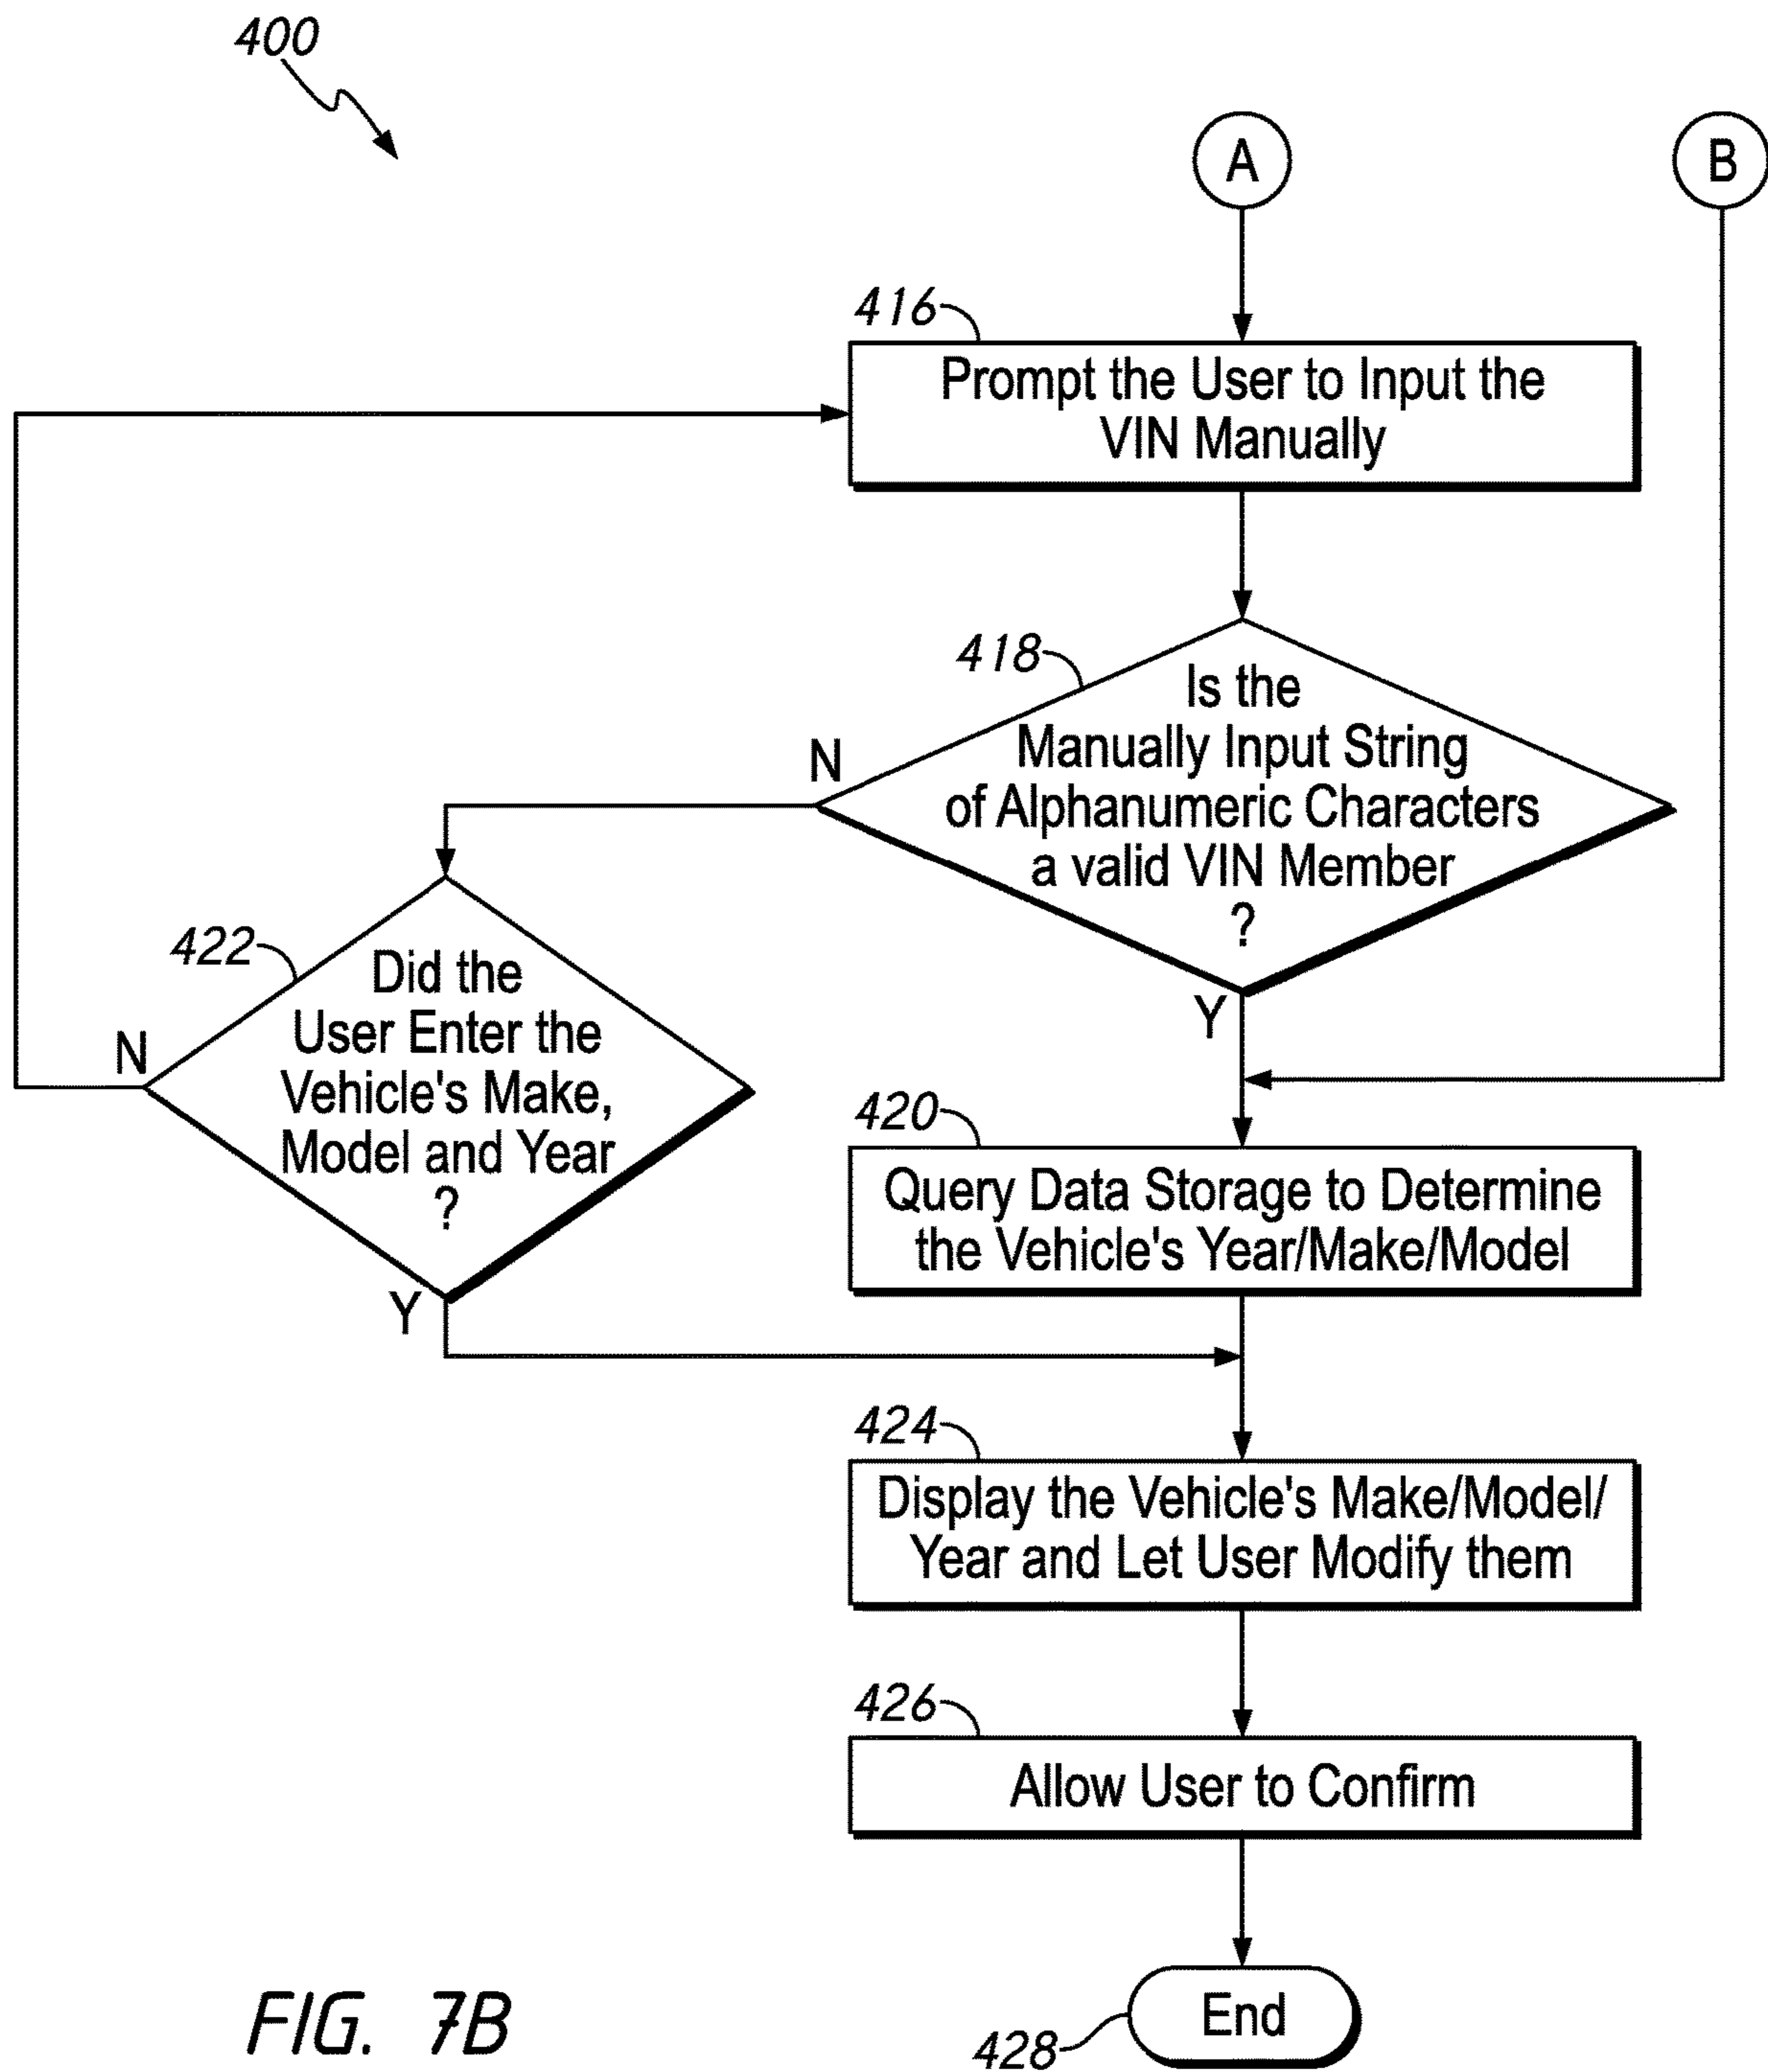 400
A
B
416
Prompt the User to Input the
VIN Manually
418
Is the
Manually Input String
of Alphanumeric Characters
a valid VIN Member
?
N
Y
422
Did the
User Enter the
Vehicle's Make,
Model and Year
?
N
Y
420
Query Data Storage to Determine
the Vehicle's Year/Make/Model
424
Display the Vehicle's Make/Model/
Year and Let User Modify them
426
Allow User to Confirm
End
428
FIG. 7B